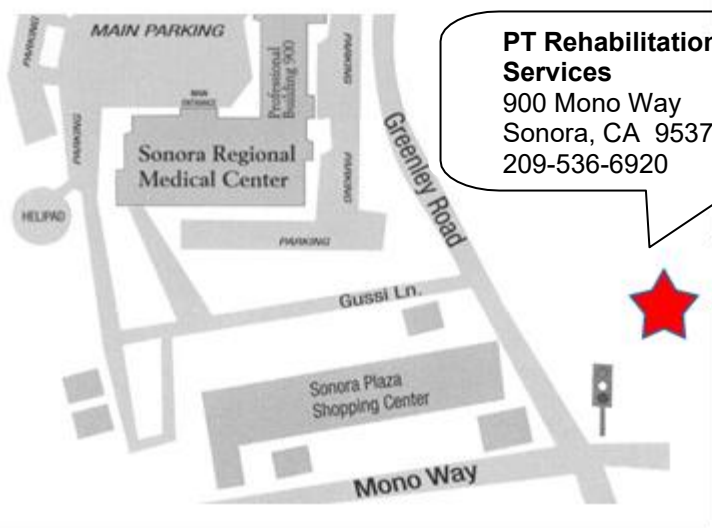 MAIN PARKING
PARKING
PARKING
PARKING
Professional
Building 900
MAIN
ENTRANCE
Sonora Regional
Medical Center
PARKING
HELIPAD
PARKING
Greenley Road
PT Rehabilitation
Services
900 Mono Way
Sonora, CA 9537
209-536-6920
Gussi Ln.
Sonora Plaza
Shopping Center
Mono Way